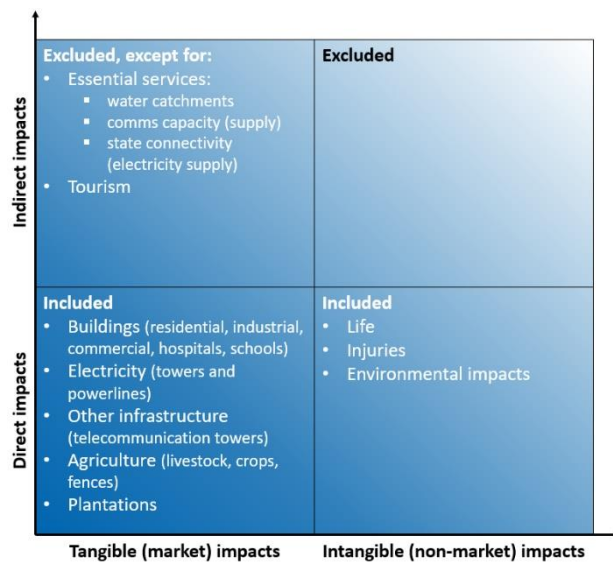 Indirect impacts
Excluded, except for:
• Essential services:
▪ water catchments
▪ comms capacity (supply)
▪ state connectivity
(electricity supply)
• Tourism
Excluded
Direct impacts
Included
• Buildings (residential, industrial,
commercial, hospitals, schools)
• Electricity (towers and
powerlines)
• Other infrastructure
(telecommunication towers)
• Agriculture (livestock, crops,
fences)
• Plantations
Included
• Life
• Injuries
• Environmental impacts
Tangible (market) impacts
Intangible (non-market) impacts